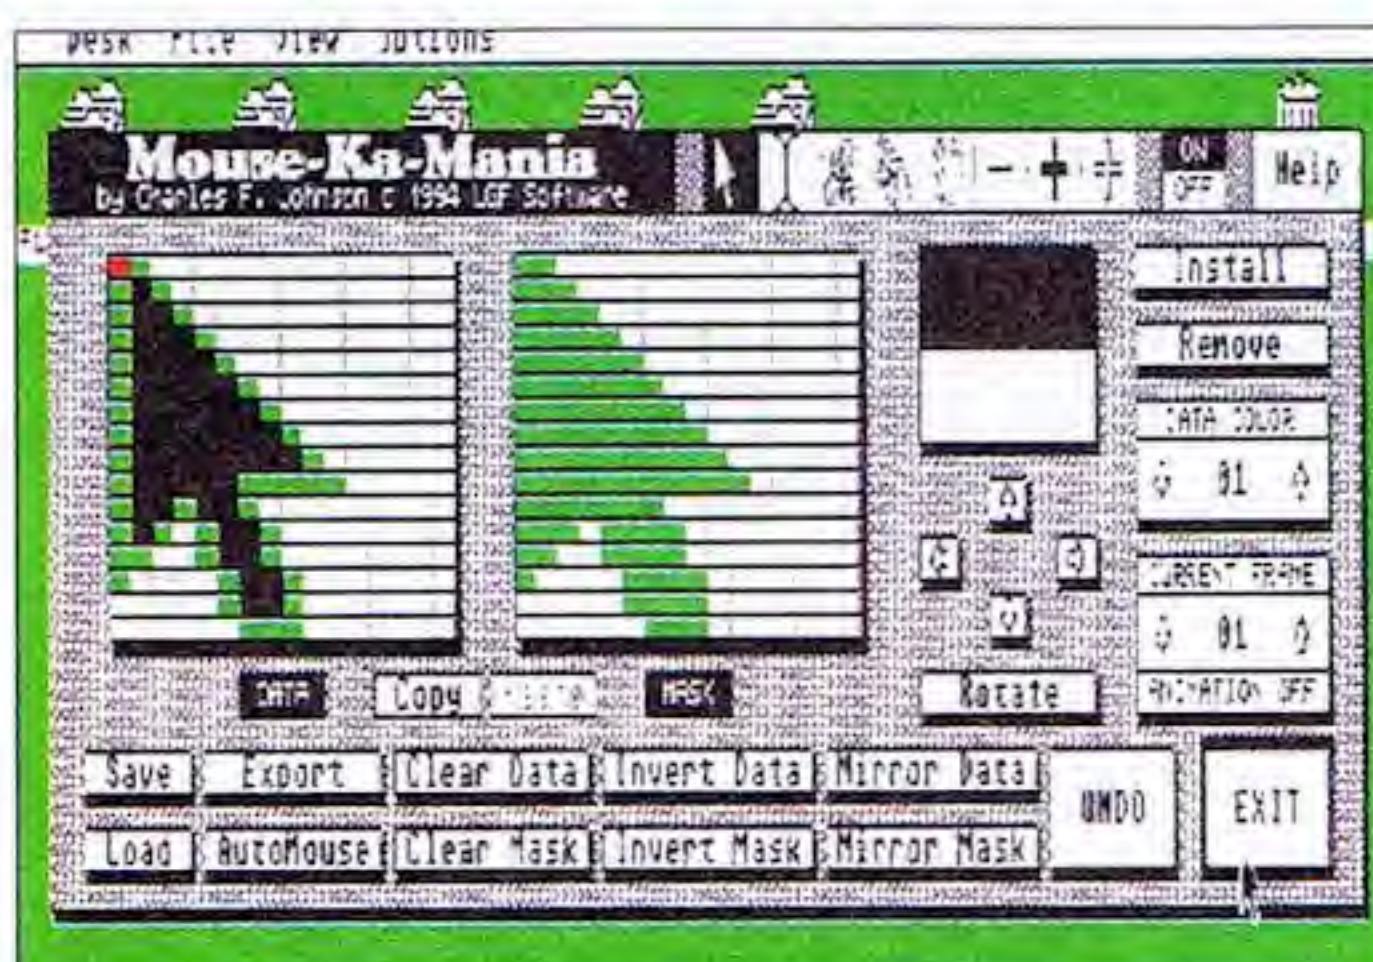 Desk File View Options
Mouse-Ka-Mania
by Charles F. Johnson c 1994 LGF Software
ON
OFF
Help
Install
Remove
DATA COLOR
01
CURRENT FRAME
01
ANIMATION OFF
DATA
Copy
Paste
MASK
Rotate
Save
Export
Clear Data
Invert Data
Mirror Data
UNDO
EXIT
Load
AutoMouse
Clear Mask
Invert Mask
Mirror Mask